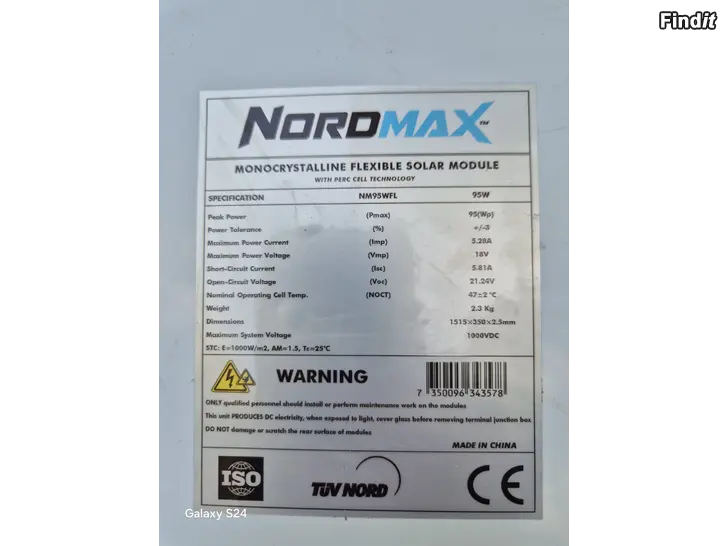 Findit
NORDMAX™
MONOCRYSTALLINE FLEXIBLE SOLAR MODULE
WITH PERC CELL TECHNOLOGY
SPECIFICATION NM95WFL 95W
Peak Power (Pmax) 95(Wp)
Power Tolerance (%) +/-3
Maximum Power Current (Imp) 5.28A
Maximum Power Voltage (Vmp) 18V
Short-Circuit Current (Isc) 5.81A
Open-Circuit Voltage (Voc) 21.24V
Nominal Operating Cell Temp. (NOCT) 47±2 °C
Weight 2.3 Kg
Dimensions 1515×350×2.5mm
Maximum System Voltage 1000VDC
STC: E=1000W/m2, AM=1.5, Tc=25°C
WARNING
7 350096 343578
ONLY qualified personnel should install or perform maintenance work on the modules
This unit PRODUCES DC electricity, when exposed to light, cover glass before removing terminal junction box
DO NOT damage or scratch the rear surface of modules
MADE IN CHINA
ISO
TÜV NORD
CE
Galaxy S24